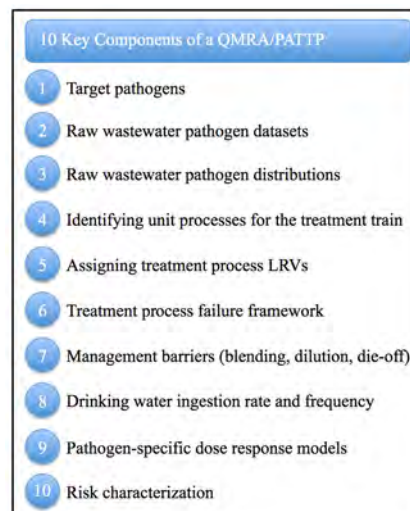 10 Key Components of a QMRA/PATTP
1 Target pathogens
2 Raw wastewater pathogen datasets
3 Raw wastewater pathogen distributions
4 Identifying unit processes for the treatment train
5 Assigning treatment process LRVs
6 Treatment process failure framework
7 Management barriers (blending, dilution, die-off)
8 Drinking water ingestion rate and frequency
9 Pathogen-specific dose response models
10 Risk characterization